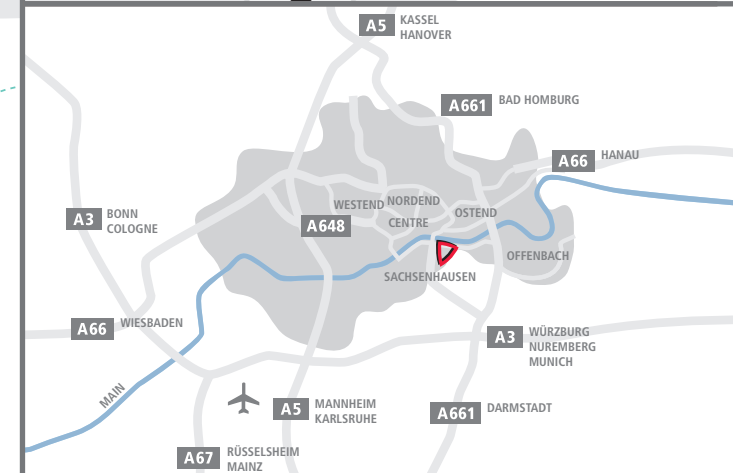 A5
KASSEL
HANOVER
A661
BAD HOMBURG
A66
HANAU
WESTEND
NORDEND
A3
BONN
COLOGNE
A648
CENTRE
OSTEND
OFFENBACH
SACHSENHAUSEN
A66
WIESBADEN
A3
WÜRZBURG
NUREMBERG
MUNICH
MAIN
A5
MANNHEIM
KARLSRUHE
A661
DARMSTADT
A67
RÜSSELSHEIM
MAINZ